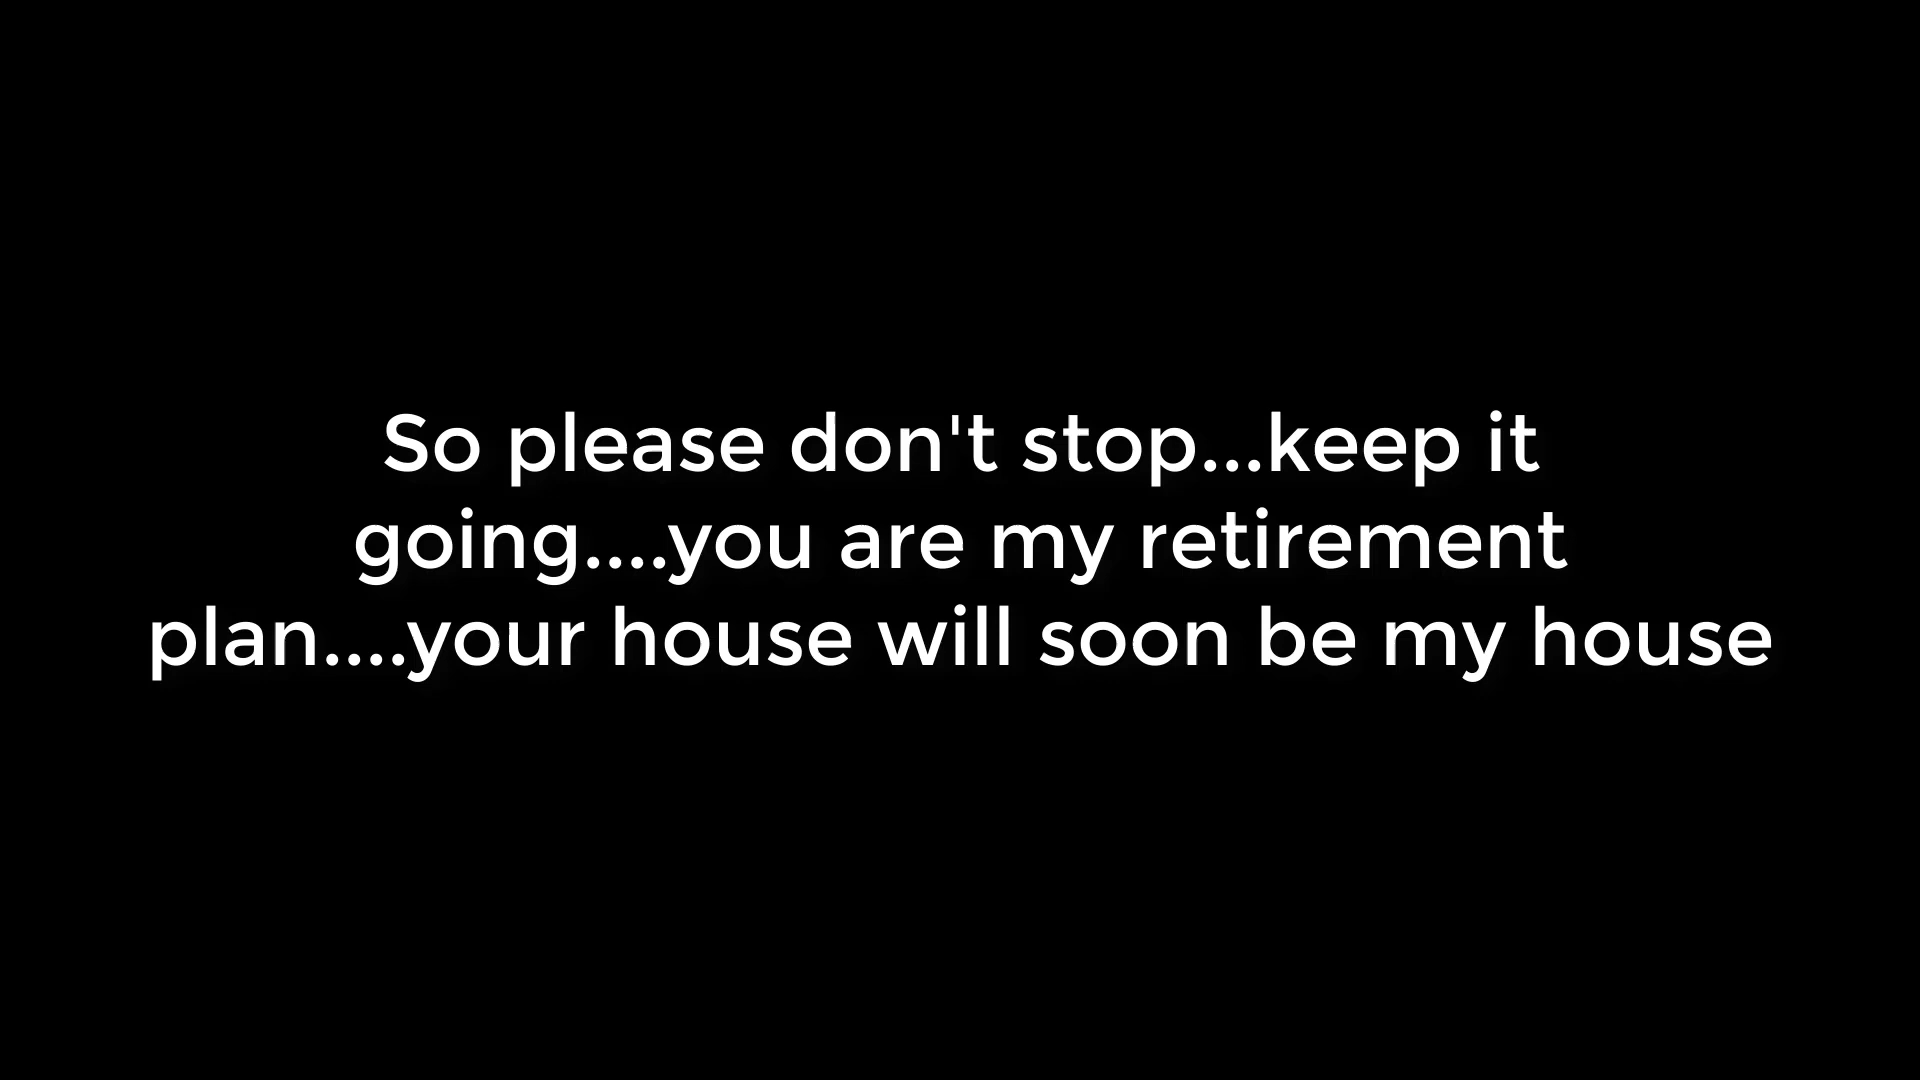 So please don't stop...keep it
going....you are my retirement
plan....your house will soon be my house